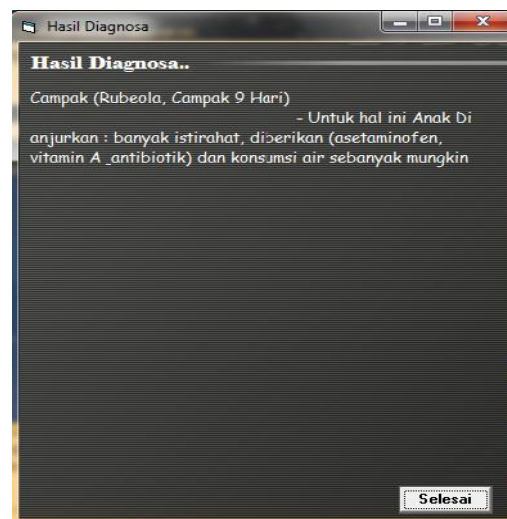 Hasil Diagnosa
Hasil Diagnosa..
Campak (Rubeola, Campak 9 Hari)
- Untuk hal ini Anak Di
anjurkan : banyak istirahat, diberikan (asetaminofen,
vitamin A ,antibiotik) dan konsumsi air sebanyak mungkin
Selesai